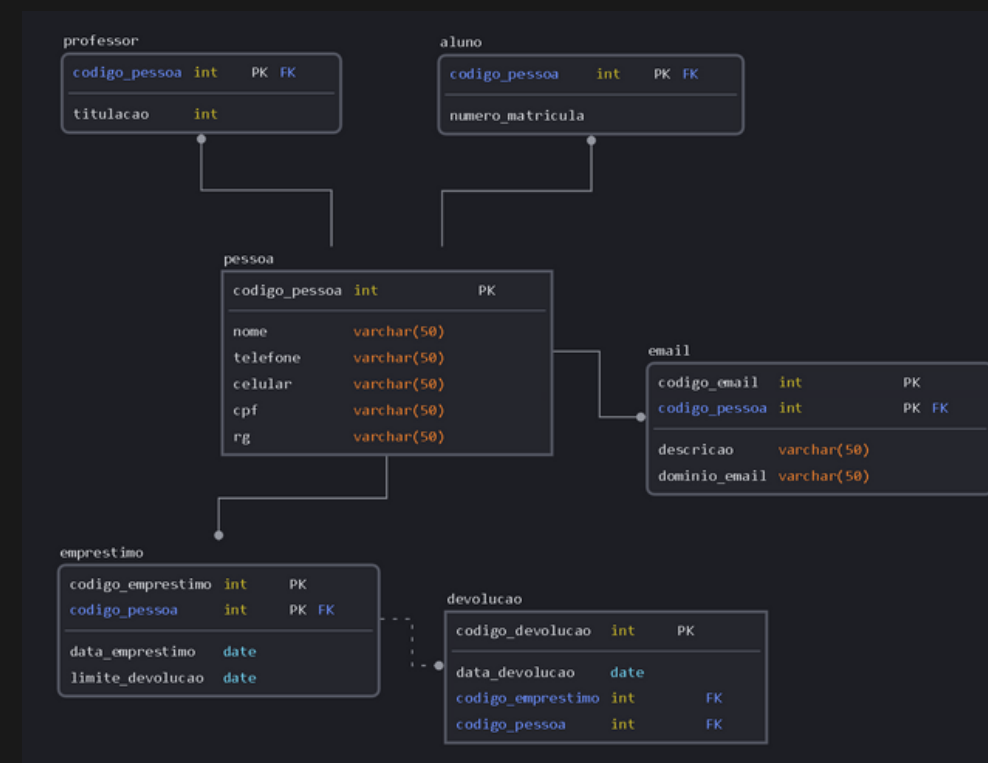 professor
codigo_pessoa int PK FK
titulacao int
aluno
codigo_pessoa int PK FK
numero_matricula
pessoa
codigo_pessoa int PK
nome varchar(50)
telefone varchar(50)
celular varchar(50)
cpf varchar(50)
rg varchar(50)
email
codigo_email int PK
codigo_pessoa int PK FK
descricao varchar(50)
dominio_email varchar(50)
emprestimo
codigo_emprestimo int PK
codigo_pessoa int PK FK
data_emprestimo date
limite_devolucao date
devolucao
codigo_devolucao int PK
data_devolucao date
codigo_emprestimo int FK
codigo_pessoa int FK